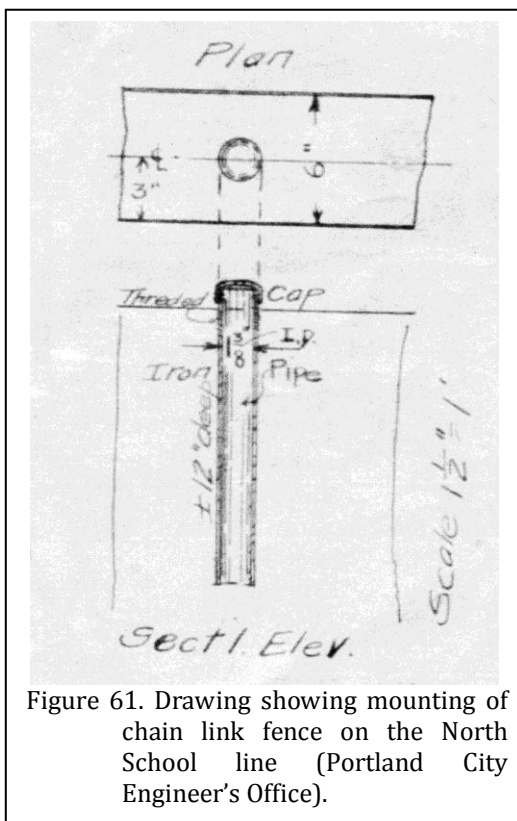 Plan
℄
3"
6"
Threded
Cap
1 3/8" I.D.
Iron Pipe
±12" deep
Scale 1 1/2" = 1'
Sect'l. Elev.
Figure 61. Drawing showing mounting of
chain link fence on the North
School line (Portland City
Engineer’s Office).